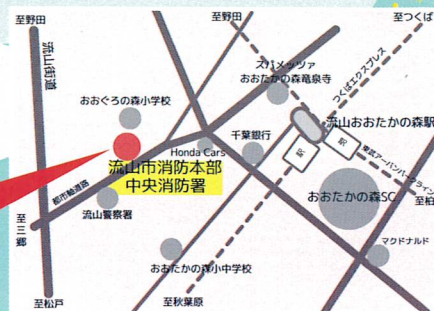 至野田
至野田
至つくば
流山街道
スパメッツァ
おおたかの森竜泉寺
つくばエクスプレス
おおぐろの森小学校
流山おおたかの森駅
Honda Cars
千葉銀行
駅
駅
東武アーバンパークライン
流山市消防本部
中央消防署
都市軸道路
至柏
おおたかの森SC
至三郷
流山警察署
マクドナルド
おおたかの森小中学校
至松戸
至秋葉原